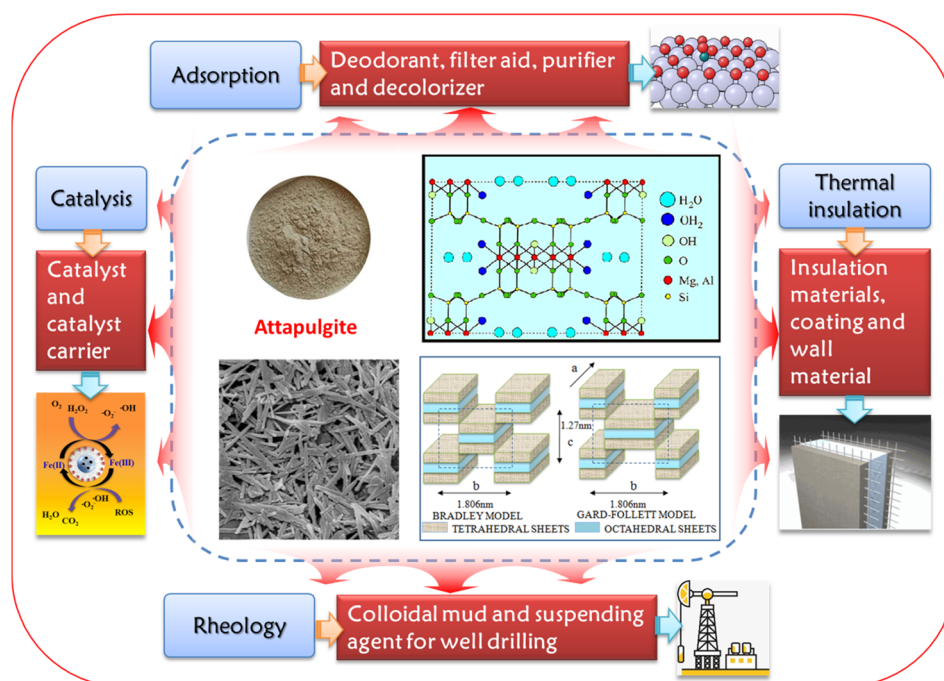 Adsorption
Deodorant, filter aid, purifier
and decolorizer
Catalysis
Catalyst
and
catalyst
carrier
O₂ H₂O₂ ·O₂⁻ ·OH
Fe(II) Fe(III)
·O₂⁻ ·OH
H₂O CO₂ ROS
Attapulgite
H₂O
OH₂
OH
O
Mg, Al
Si
a
1.27nm
c
b
1.806nm
BRADLEY MODEL
b
1.806nm
GARD-FOLLETT MODEL
TETRAHEDRAL SHEETS
OCTAHEDRAL SHEETS
Thermal
insulation
Insulation
materials,
coating and
wall
material
Rheology
Colloidal mud and suspending
agent for well drilling